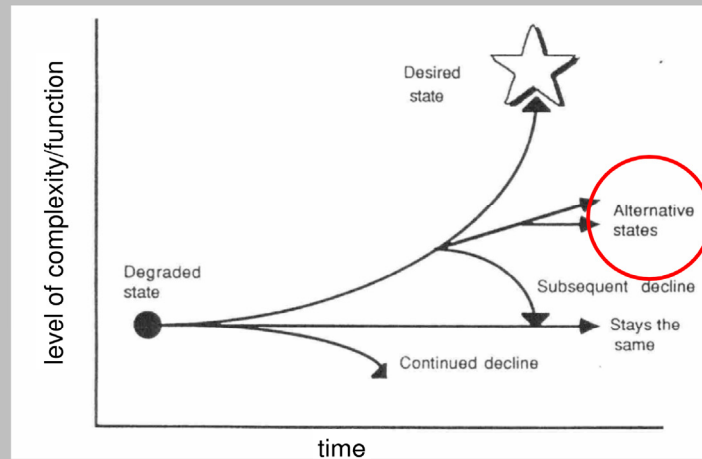 level of complexity/function
Desired
state
Alternative
states
Degraded
state
Subsequent decline
Stays the
same
Continued decline
time